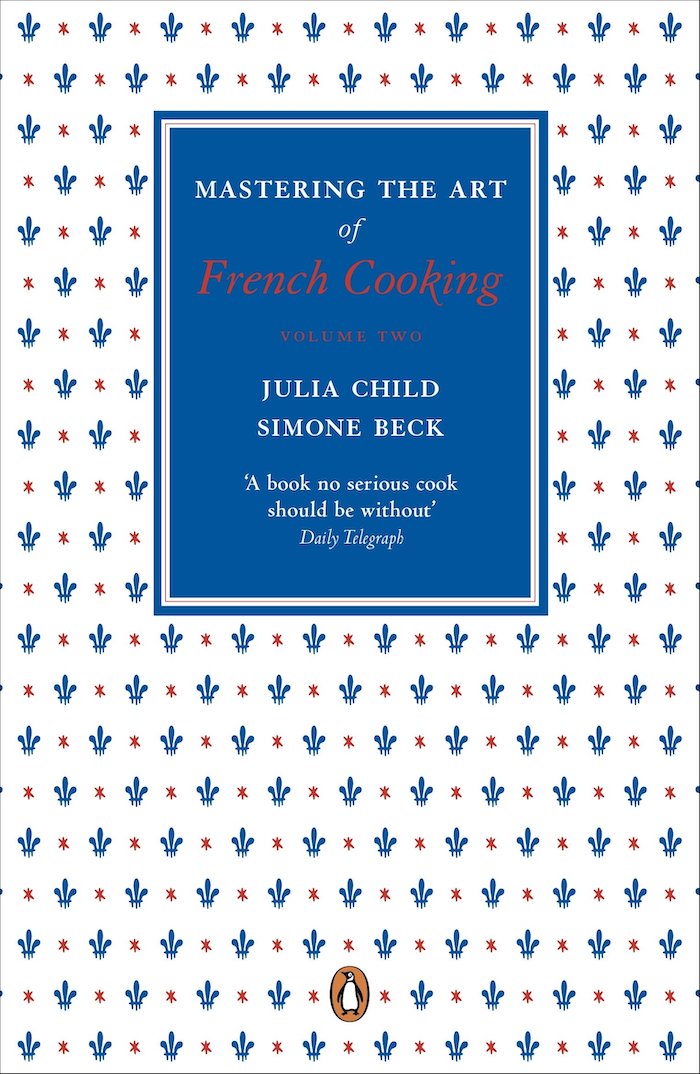 MASTERING THE ART
of
French Cooking
VOLUME TWO
JULIA CHILD
SIMONE BECK
‘A book no serious cook
should be without’
Daily Telegraph